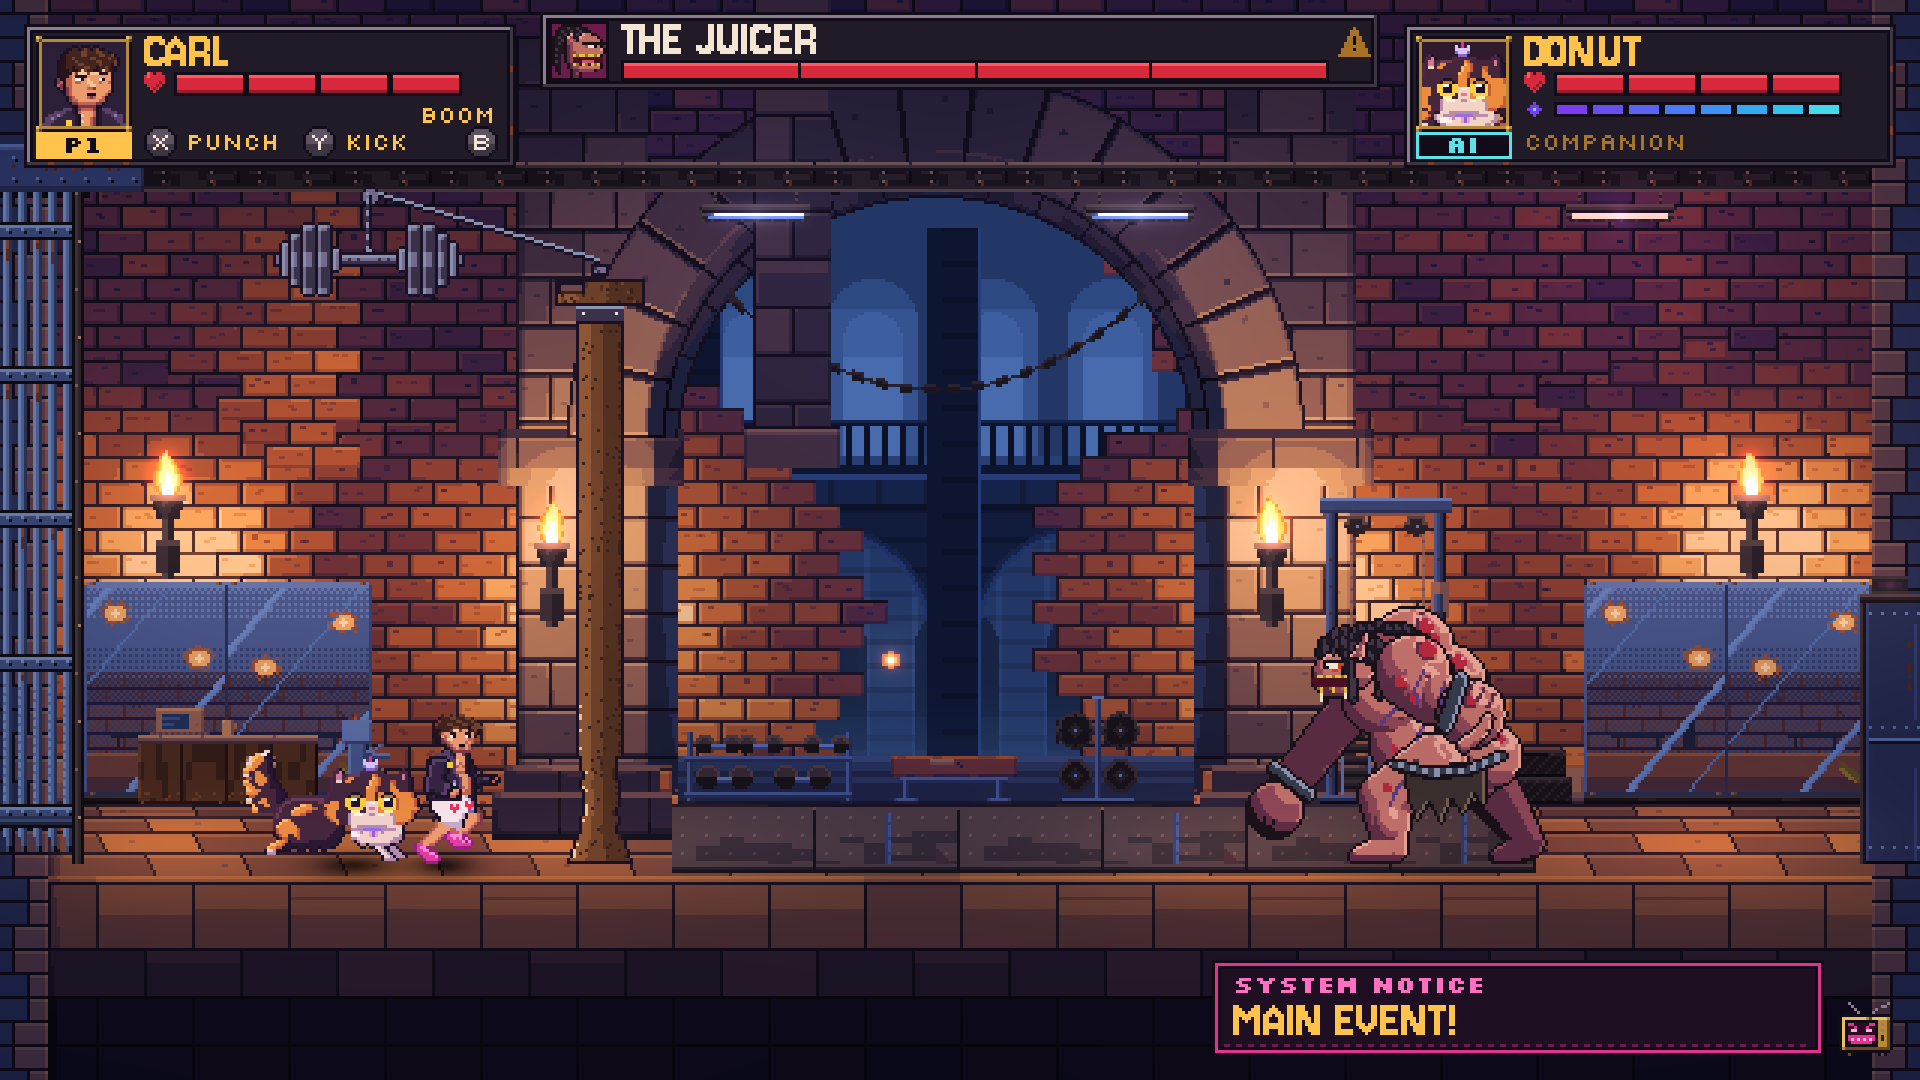 CARL
BOOM
P1
X PUNCH Y KICK B
THE JUICER
DONUT
AI
COMPANION
SYSTEM NOTICE
MAIN EVENT!